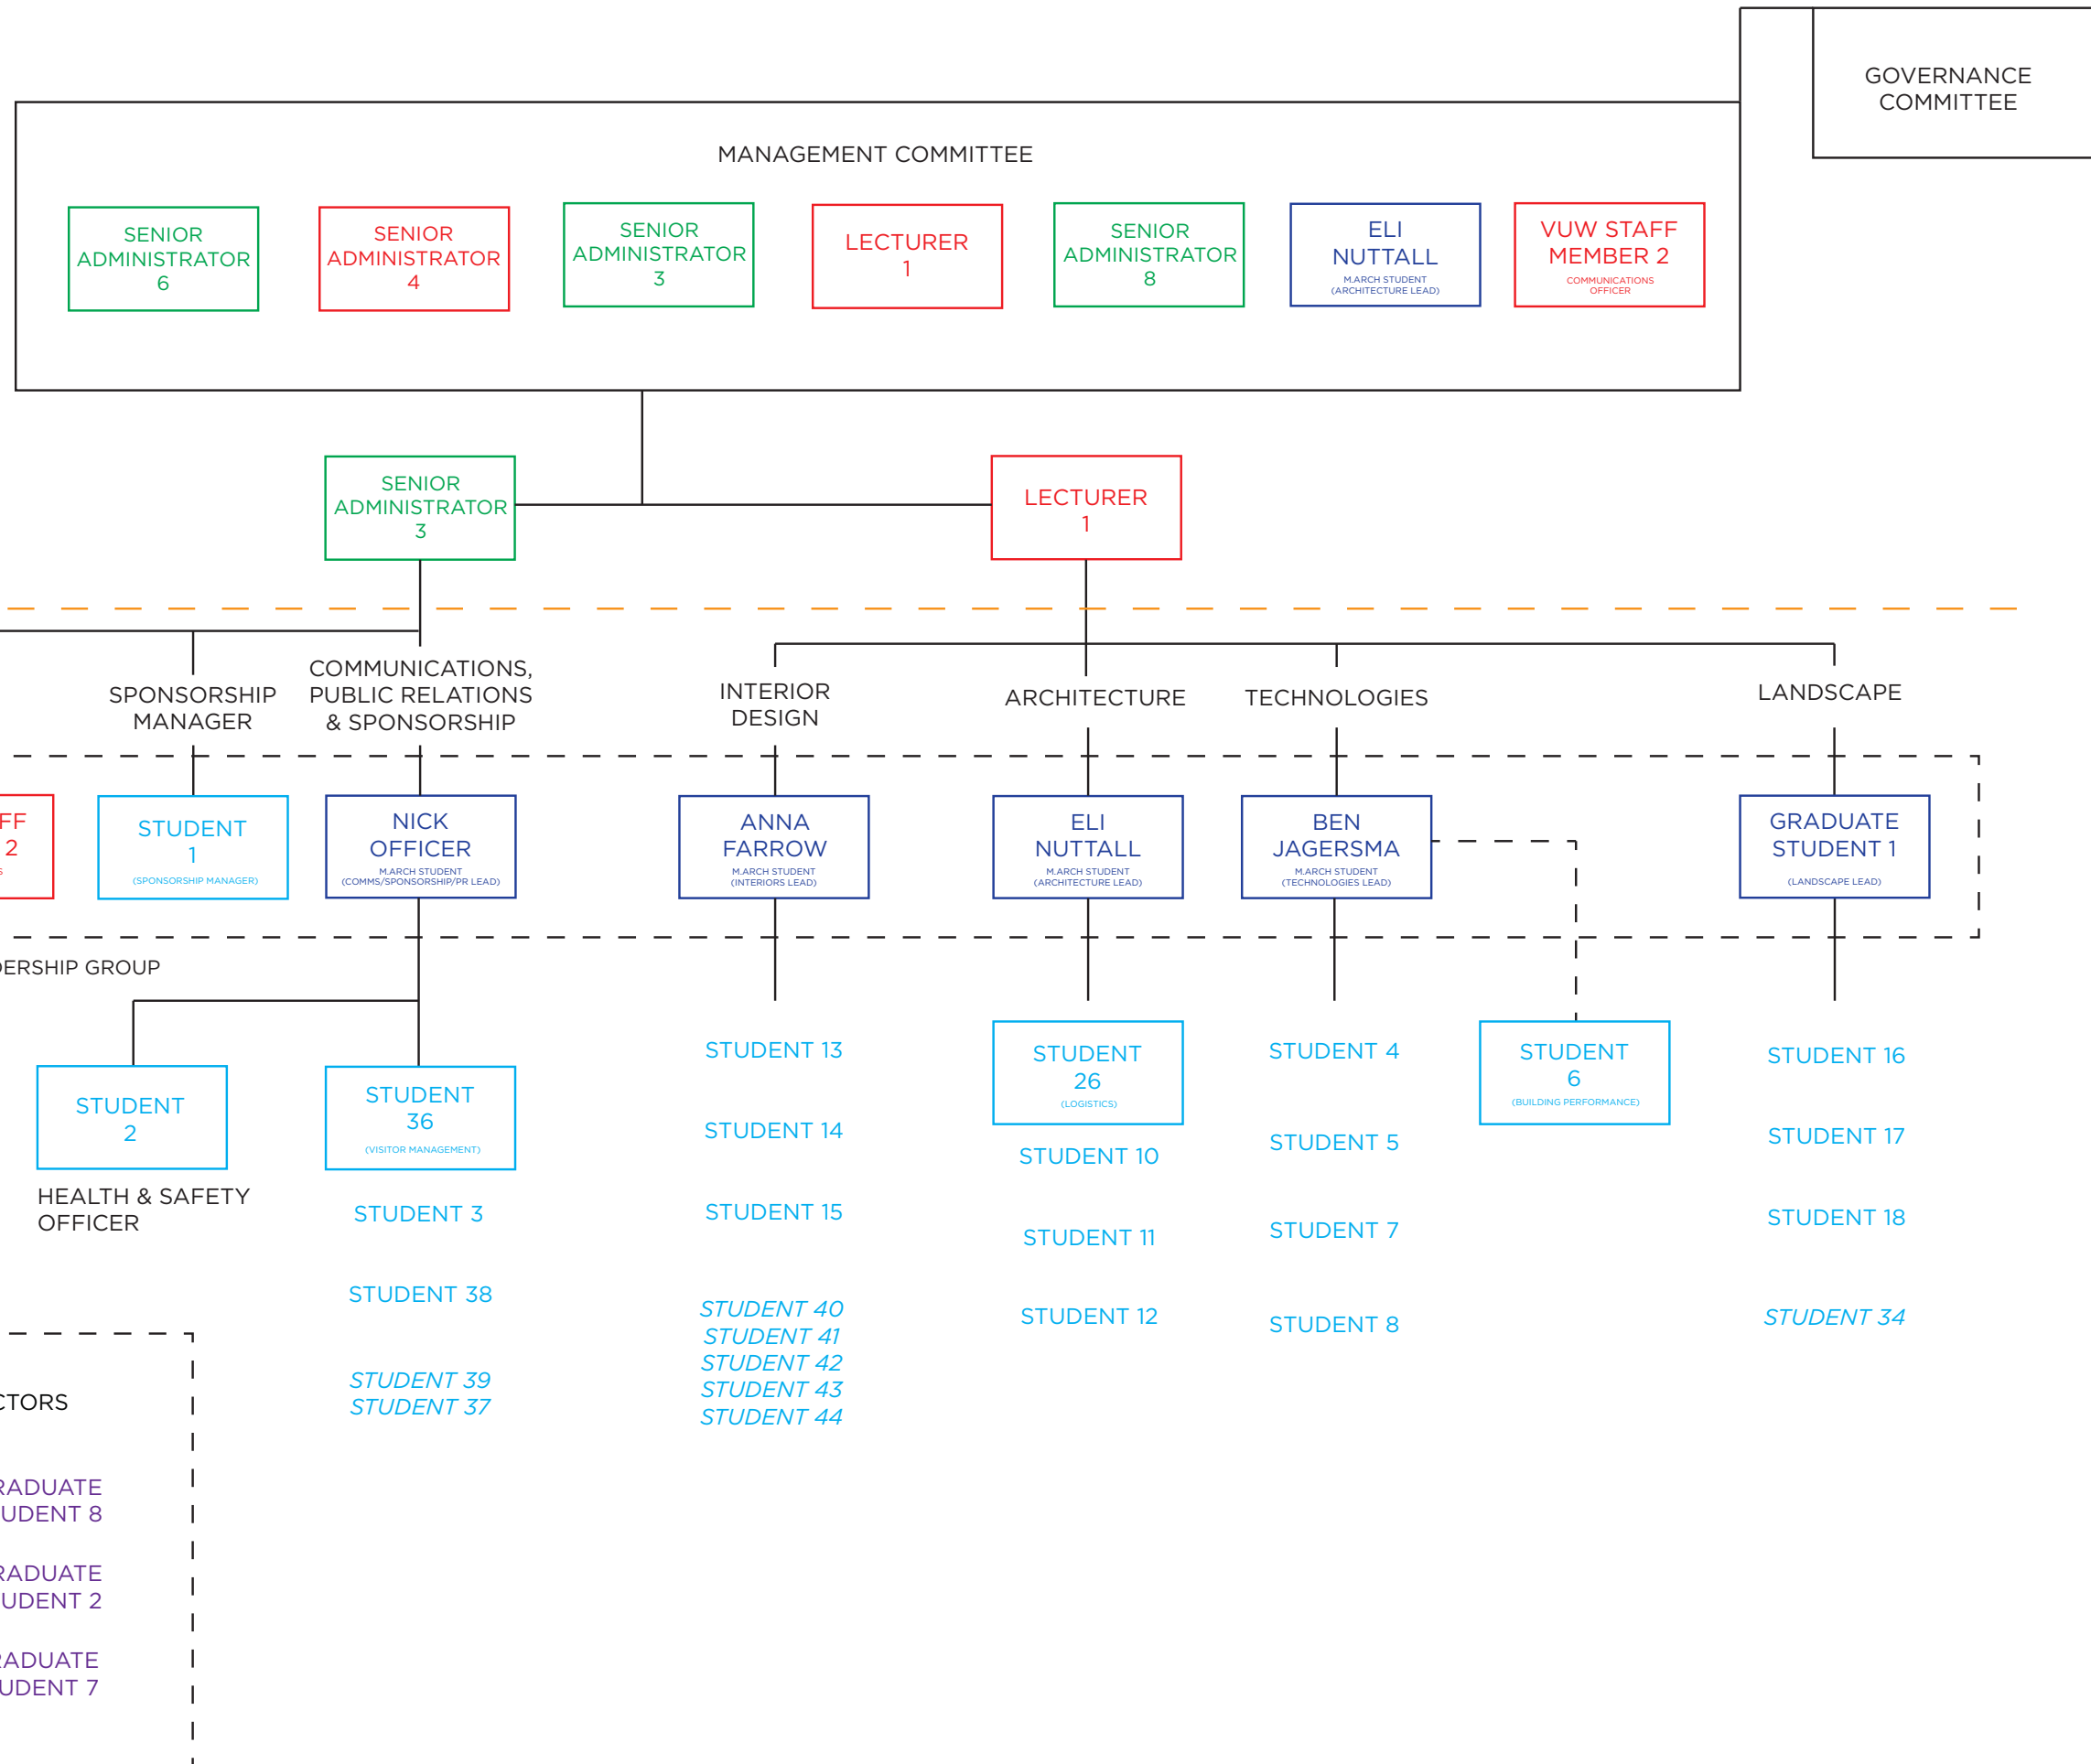 GOVERNANCE
COMMITTEE
MANAGEMENT COMMITTEE
SENIOR
ADMINISTRATOR
6
SENIOR
ADMINISTRATOR
4
SENIOR
ADMINISTRATOR
3
LECTURER
1
SENIOR
ADMINISTRATOR
8
ELI
NUTTALL
M.ARCH STUDENT
(ARCHITECTURE LEAD)
VUW STAFF
MEMBER 2
COMMUNICATIONS
OFFICER
SENIOR
ADMINISTRATOR
3
LECTURER
1
SPONSORSHIP
MANAGER
COMMUNICATIONS,
PUBLIC RELATIONS
& SPONSORSHIP
INTERIOR
DESIGN
ARCHITECTURE
TECHNOLOGIES
LANDSCAPE
FF
2
S
STUDENT
1
(SPONSORSHIP MANAGER)
NICK
OFFICER
M.ARCH STUDENT
(COMMS/SPONSORSHIP/PR LEAD)
ANNA
FARROW
M.ARCH STUDENT
(INTERIORS LEAD)
ELI
NUTTALL
M.ARCH STUDENT
(ARCHITECTURE LEAD)
BEN
JAGERSMA
M.ARCH STUDENT
(TECHNOLOGIES LEAD)
GRADUATE
STUDENT 1
(LANDSCAPE LEAD)
DERSHIP GROUP
STUDENT
2
HEALTH & SAFETY
OFFICER
STUDENT
36
(VISITOR MANAGEMENT)
STUDENT 3
STUDENT 38
STUDENT 39
STUDENT 37
STUDENT 13
STUDENT 14
STUDENT 15
STUDENT 40
STUDENT 41
STUDENT 42
STUDENT 43
STUDENT 44
STUDENT
26
(LOGISTICS)
STUDENT 10
STUDENT 11
STUDENT 12
STUDENT 4
STUDENT 5
STUDENT 7
STUDENT 8
STUDENT
6
(BUILDING PERFORMANCE)
STUDENT 16
STUDENT 17
STUDENT 18
STUDENT 34
CTORS
RADUATE
UDENT 8
RADUATE
UDENT 2
RADUATE
UDENT 7